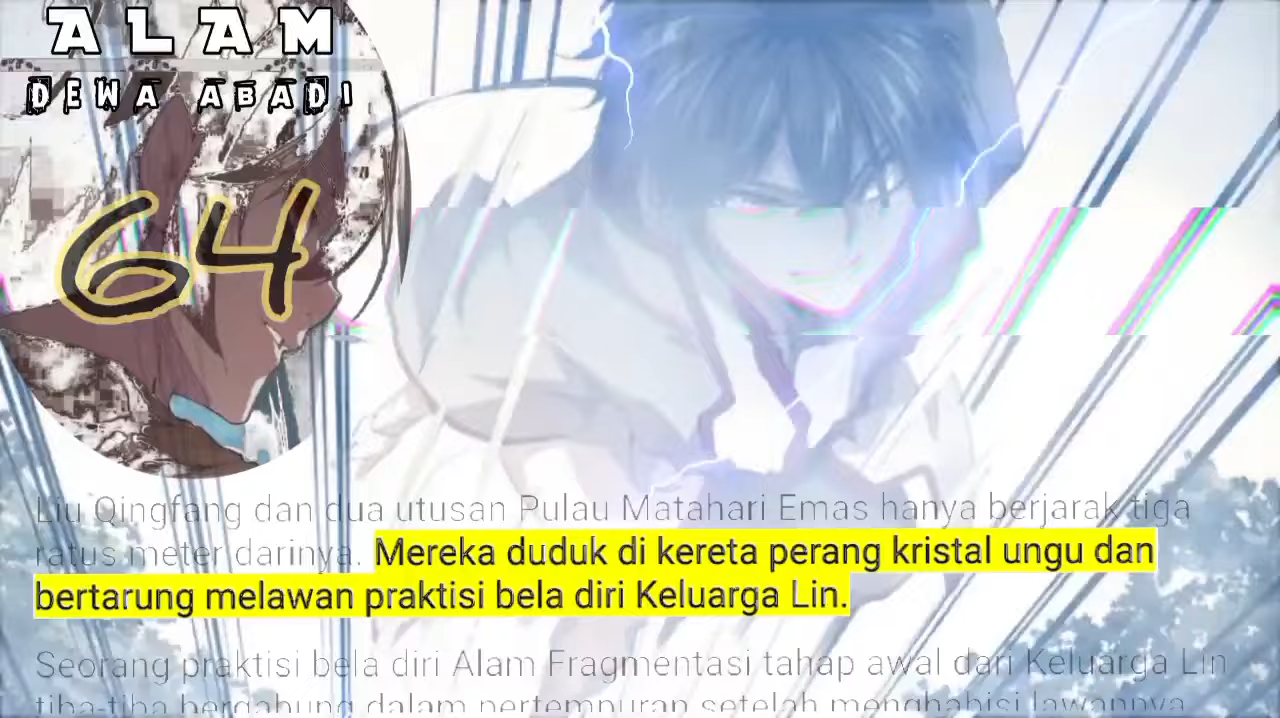 ALAM
DEWA ABADI
64
Liu Qingfang dan dua utusan Pulau Matahari Emas hanya berjarak tiga
ratus meter darinya. Mereka duduk di kereta perang kristal ungu dan
bertarung melawan praktisi bela diri Keluarga Lin.
Seorang praktisi bela diri Alam Fragmentasi tahap awal dari Keluarga Lin
tiba-tiba bergabung dalam pertempuran setelah menghabisi lawannya.